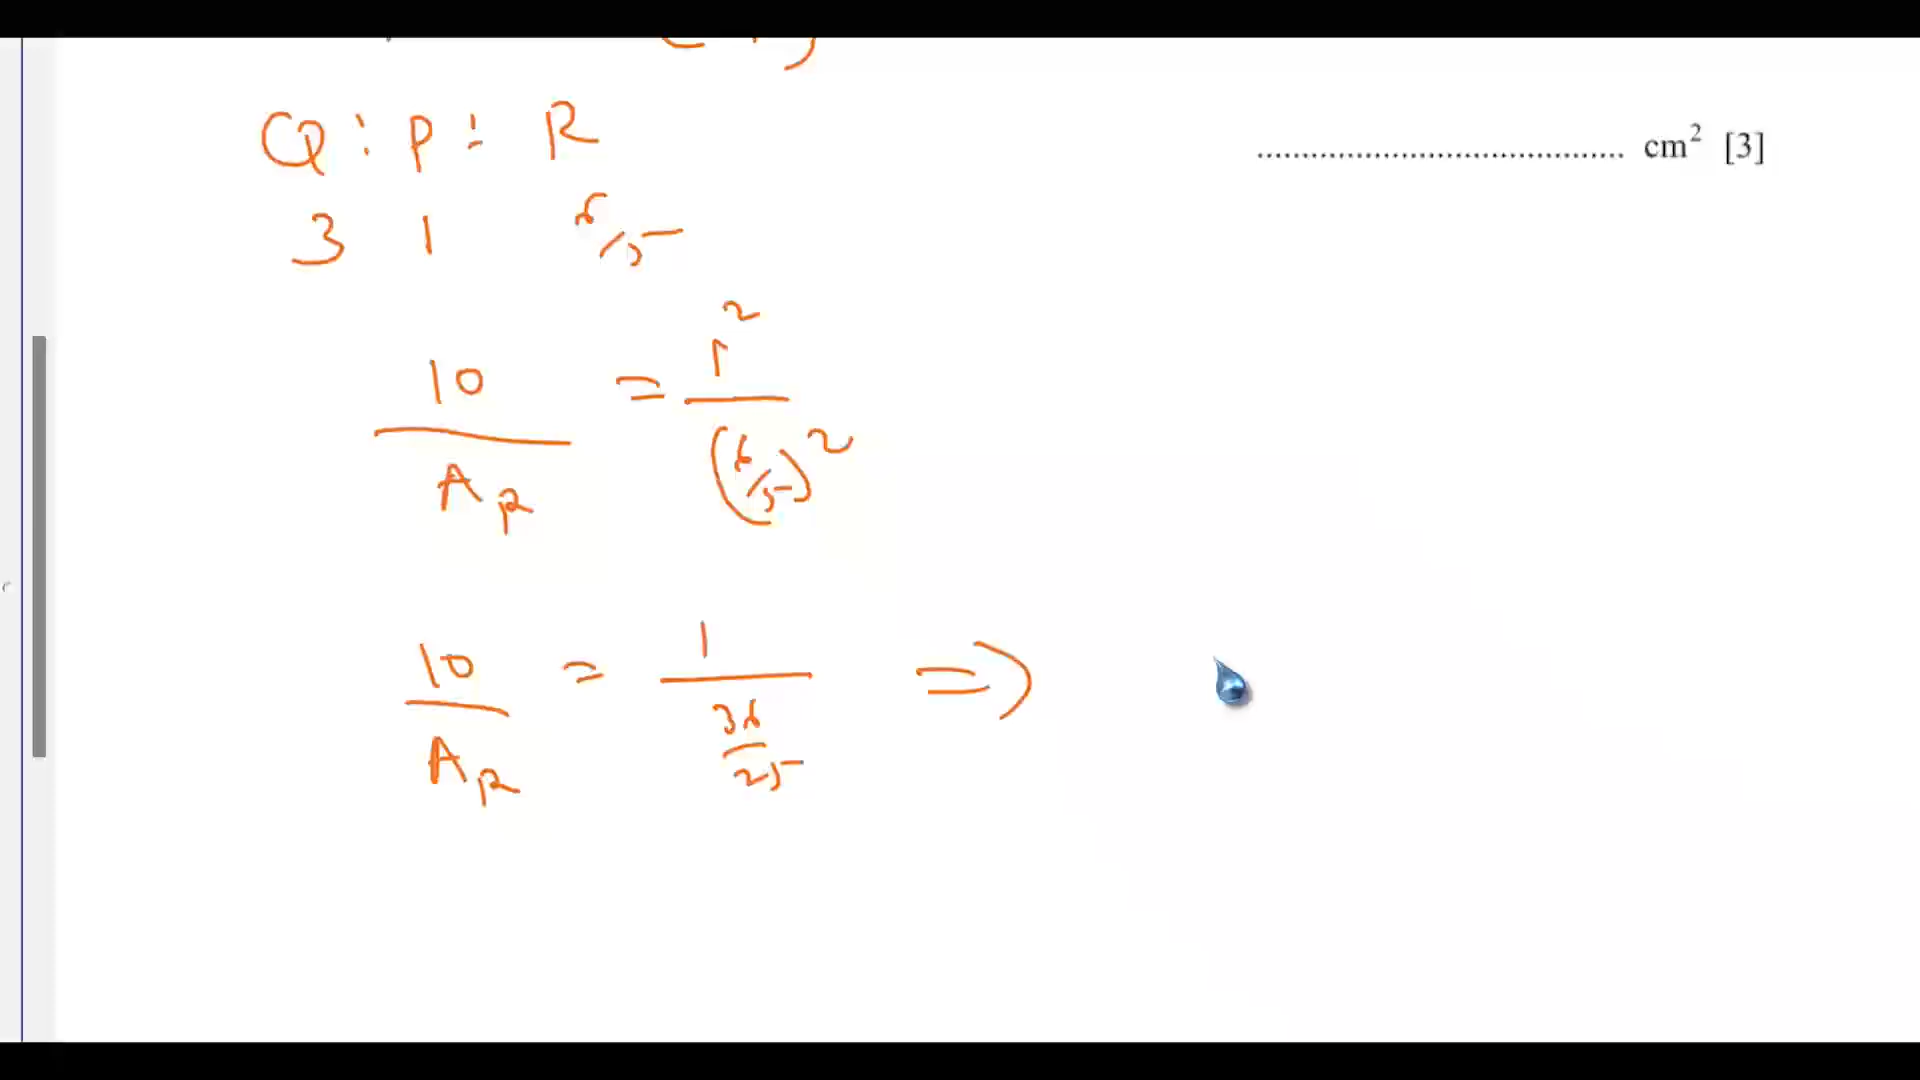 Q : P : R
cm² [3]
3 1 6/5
10/A_R = 1²/(6/5)²
10/A_R = 1/(36/25) ⇒